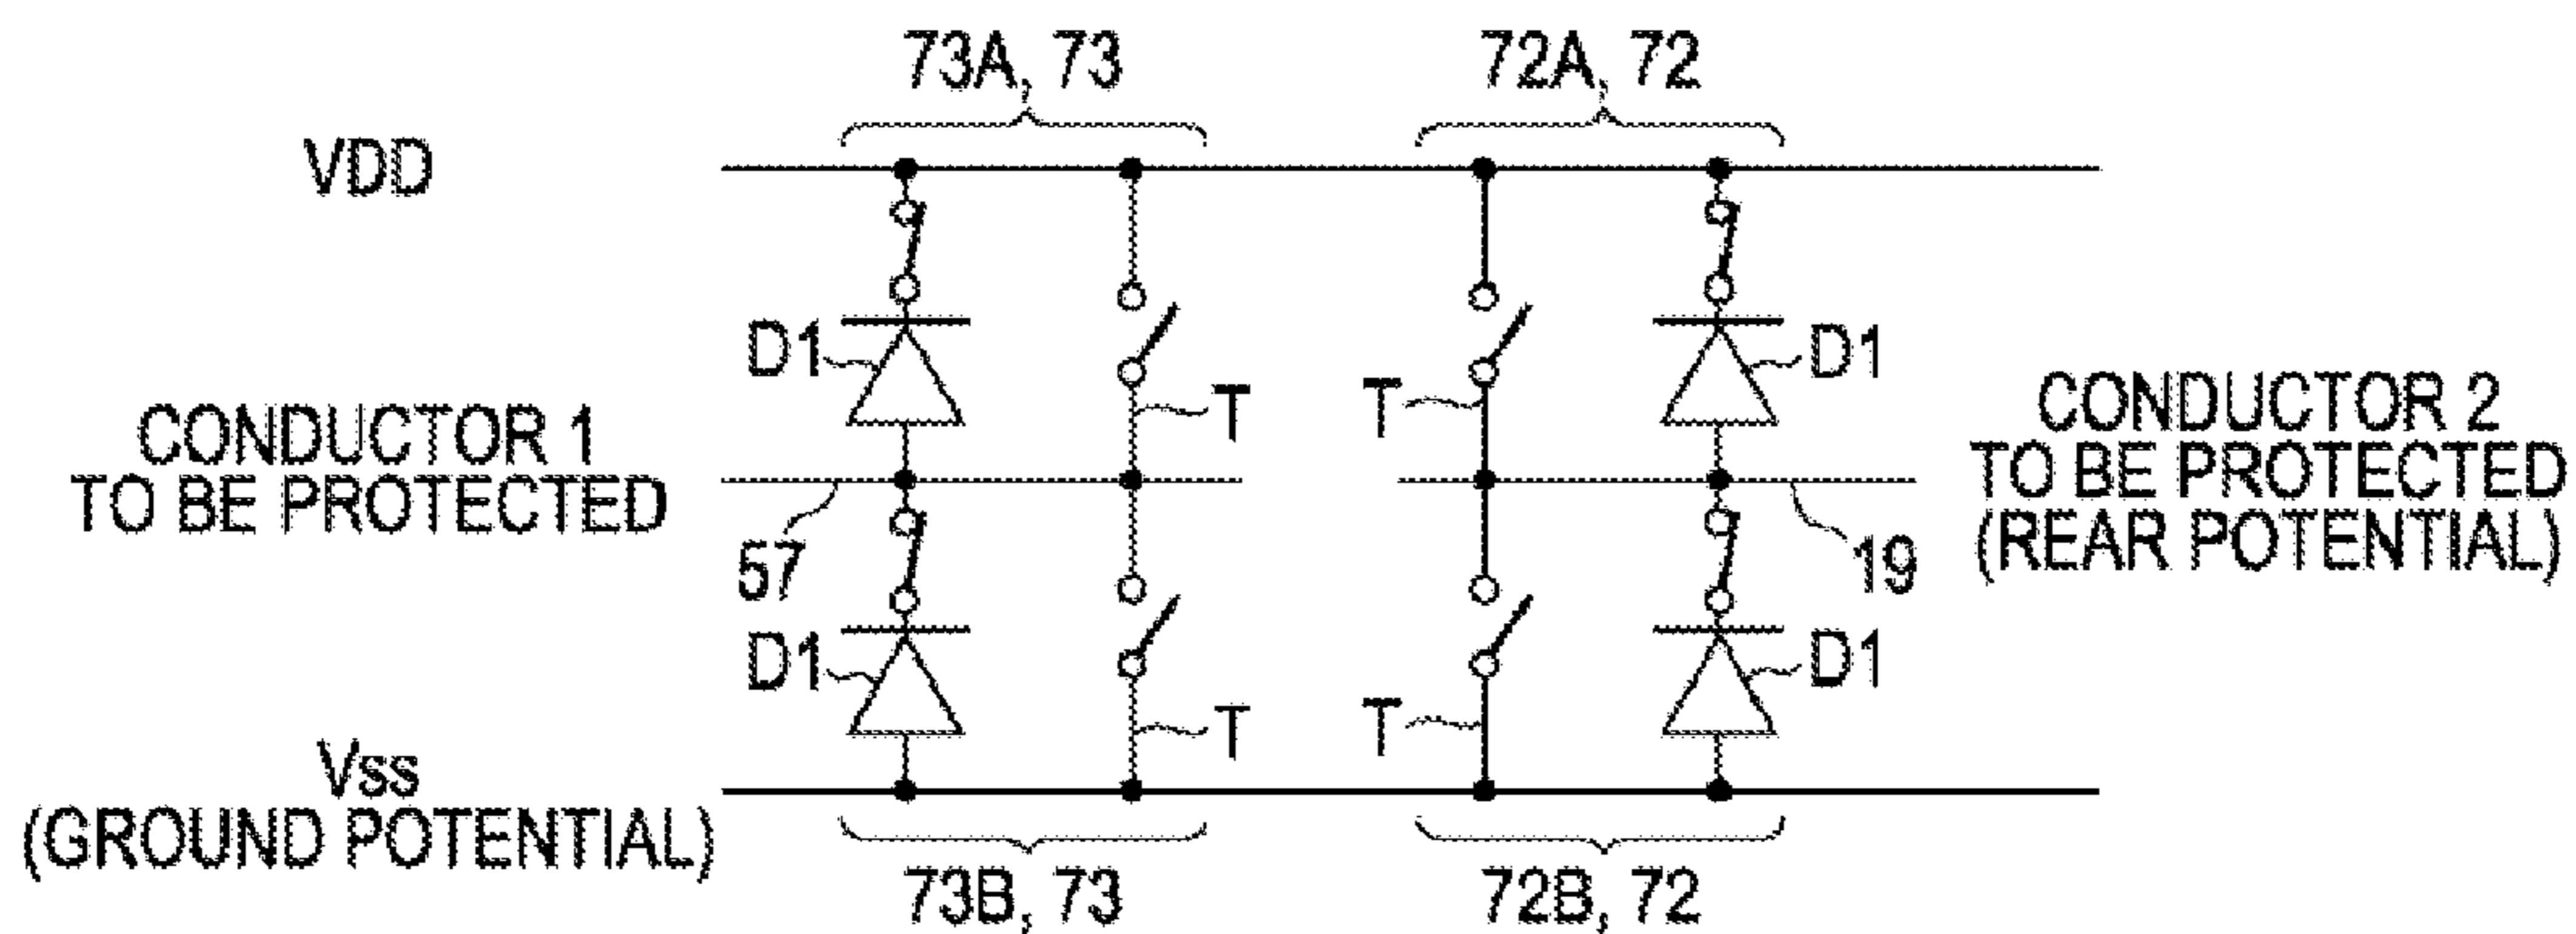 73A, 73
72A, 72
VDD
D1
D1
T
T
CONDUCTOR 1
TO BE PROTECTED
CONDUCTOR 2
TO BE PROTECTED
(REAR POTENTIAL)
57
19
D1
D1
T
T
Vss
(GROUND POTENTIAL)
73B, 73
72B, 72